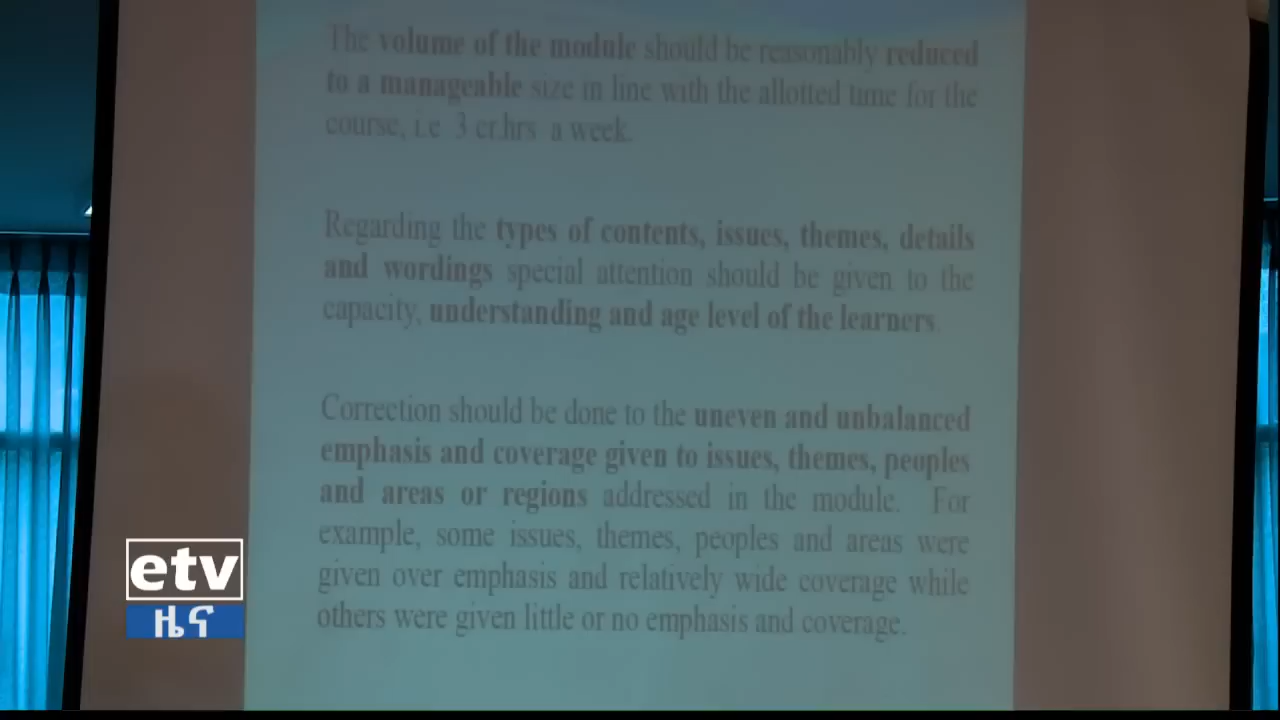 The volume of the module should be reasonably reduced
to a manageable size in line with the allotted time for the
course, i.e 3 cr.hrs a week.
Regarding the types of contents, issues, themes, details
and wordings special attention should be given to the
capacity, understanding and age level of the learners.
Correction should be done to the uneven and unbalanced
emphasis and coverage given to issues, themes, peoples
and areas or regions addressed in the module. For
example, some issues, themes, peoples and areas were
given over emphasis and relatively wide coverage while
others were given little or no emphasis and coverage.
etv
ዜና